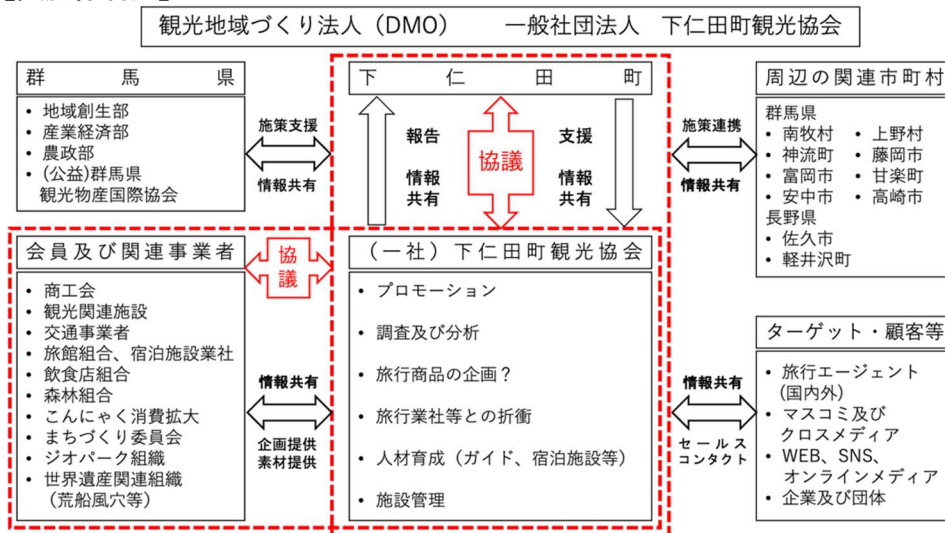 観光地域づくり法人（DMO）　一般社団法人　下仁田町観光協会
群馬県
・地域創生部
・産業経済部
・農政部
・(公益)群馬県
観光物産国際協会
施策支援
情報共有
下仁田町
報告
情報
共有
協議
支援
情報
共有
施策連携
情報共有
周辺の関連市町村
群馬県
・南牧村　・上野村
・神流町　・藤岡市
・富岡市　・甘楽町
・安中市　・高崎市
長野県
・佐久市
・軽井沢町
会員及び関連事業者
・商工会
・観光関連施設
・交通事業者
・旅館組合、宿泊施設業社
・飲食店組合
・森林組合
・こんにゃく消費拡大
・まちづくり委員会
・ジオパーク組織
・世界遺産関連組織
（荒船風穴等）
協
議
情報共有
企画提供
素材提供
（一社）下仁田町観光協会
・プロモーション
・調査及び分析
・旅行商品の企画？
・旅行業社等との折衝
・人材育成（ガイド、宿泊施設等）
・施設管理
情報共有
セールス
コンタクト
ターゲット・顧客等
・旅行エージェント
(国内外)
・マスコミ及び
クロスメディア
・WEB、SNS、
オンラインメディア
・企業及び団体